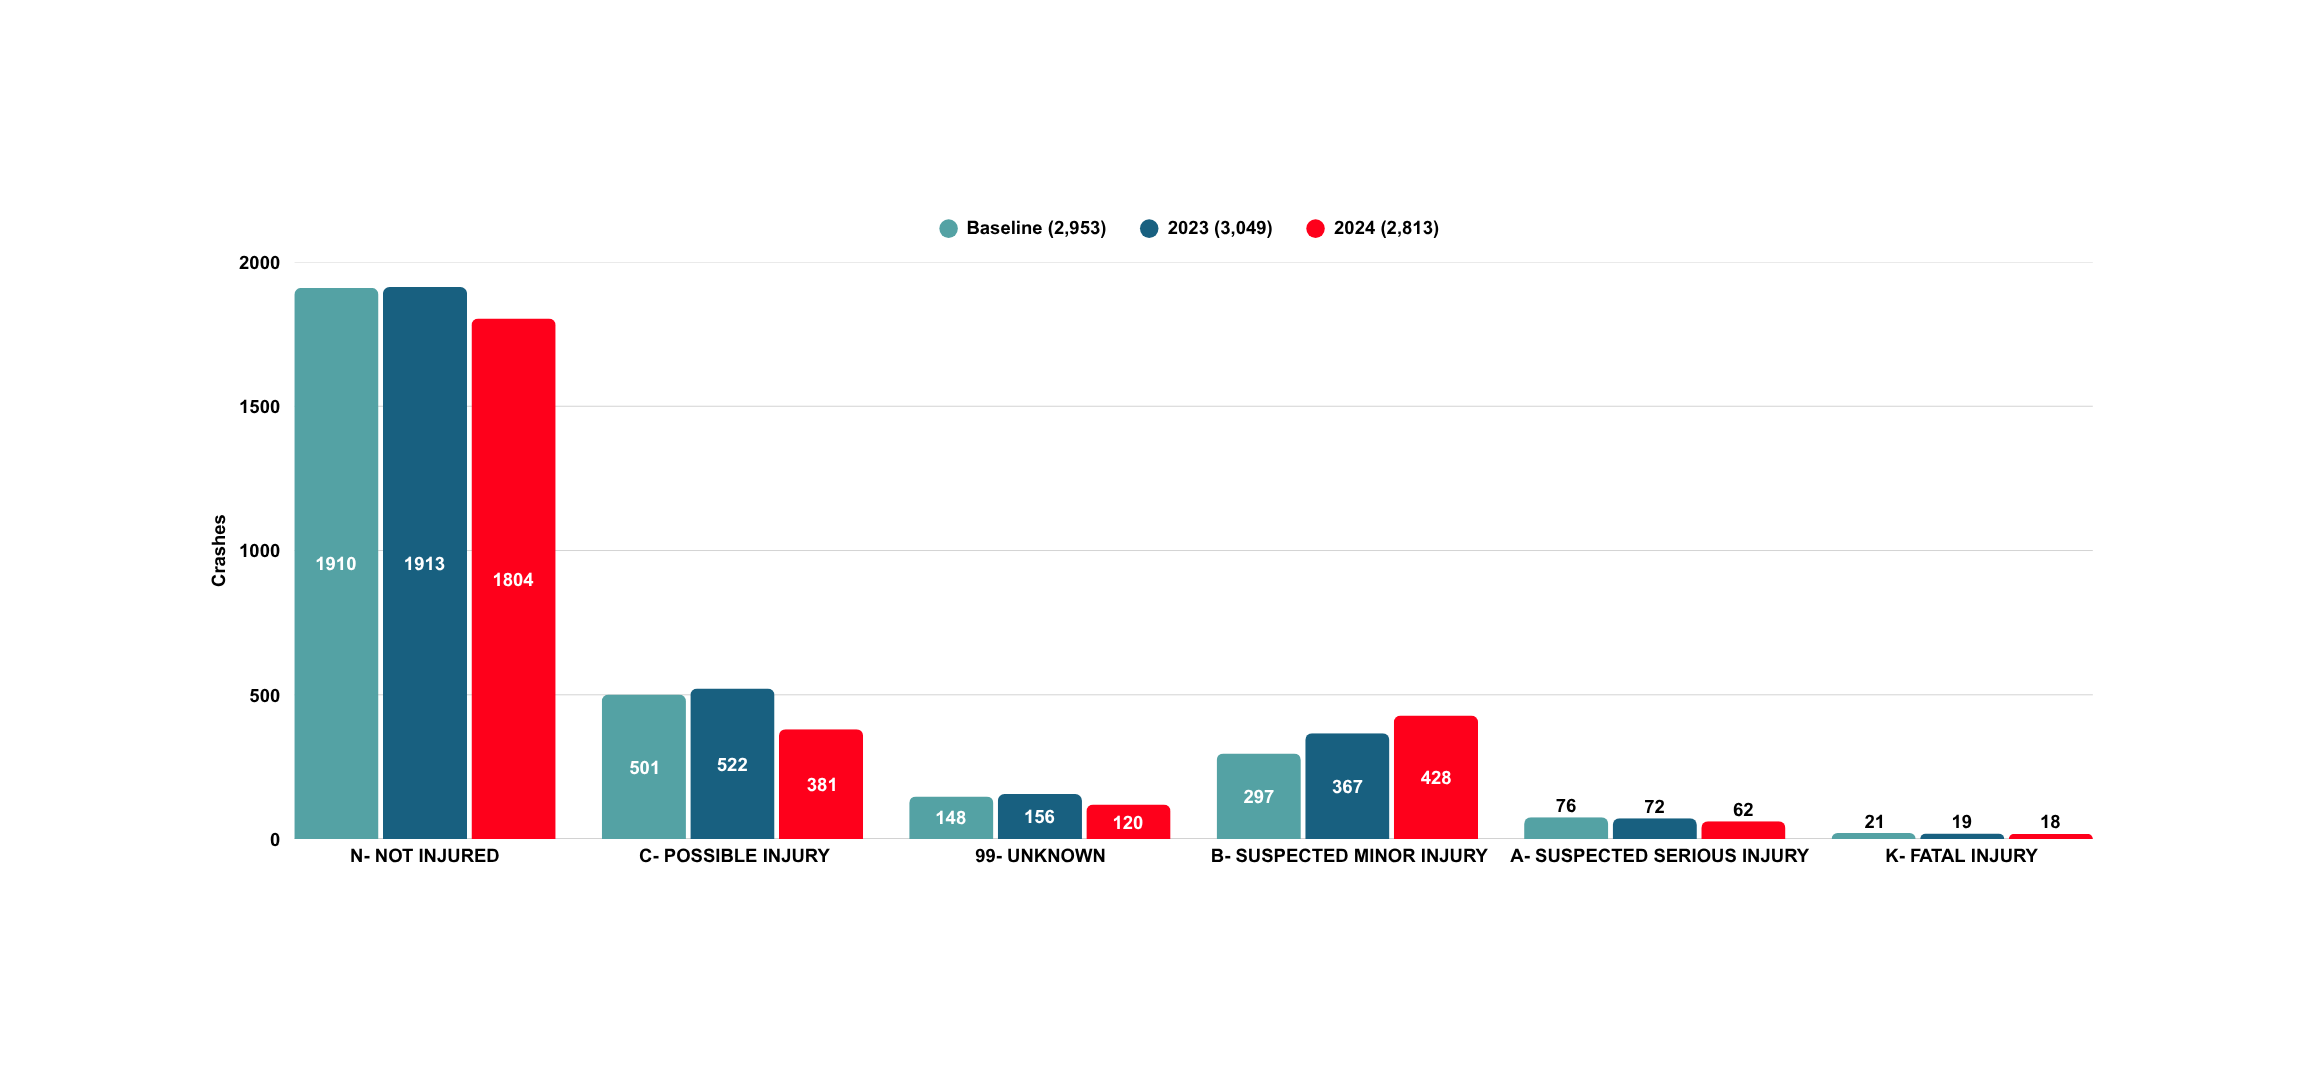 Baseline (2,953) 2023 (3,049) 2024 (2,813)
2000
1500
1000
500
0
Crashes
1910 1913 1804
501 522 381
148 156 120
297 367 428
76 72 62
21 19 18
N- NOT INJURED C- POSSIBLE INJURY 99- UNKNOWN B- SUSPECTED MINOR INJURY A- SUSPECTED SERIOUS INJURY K- FATAL INJURY